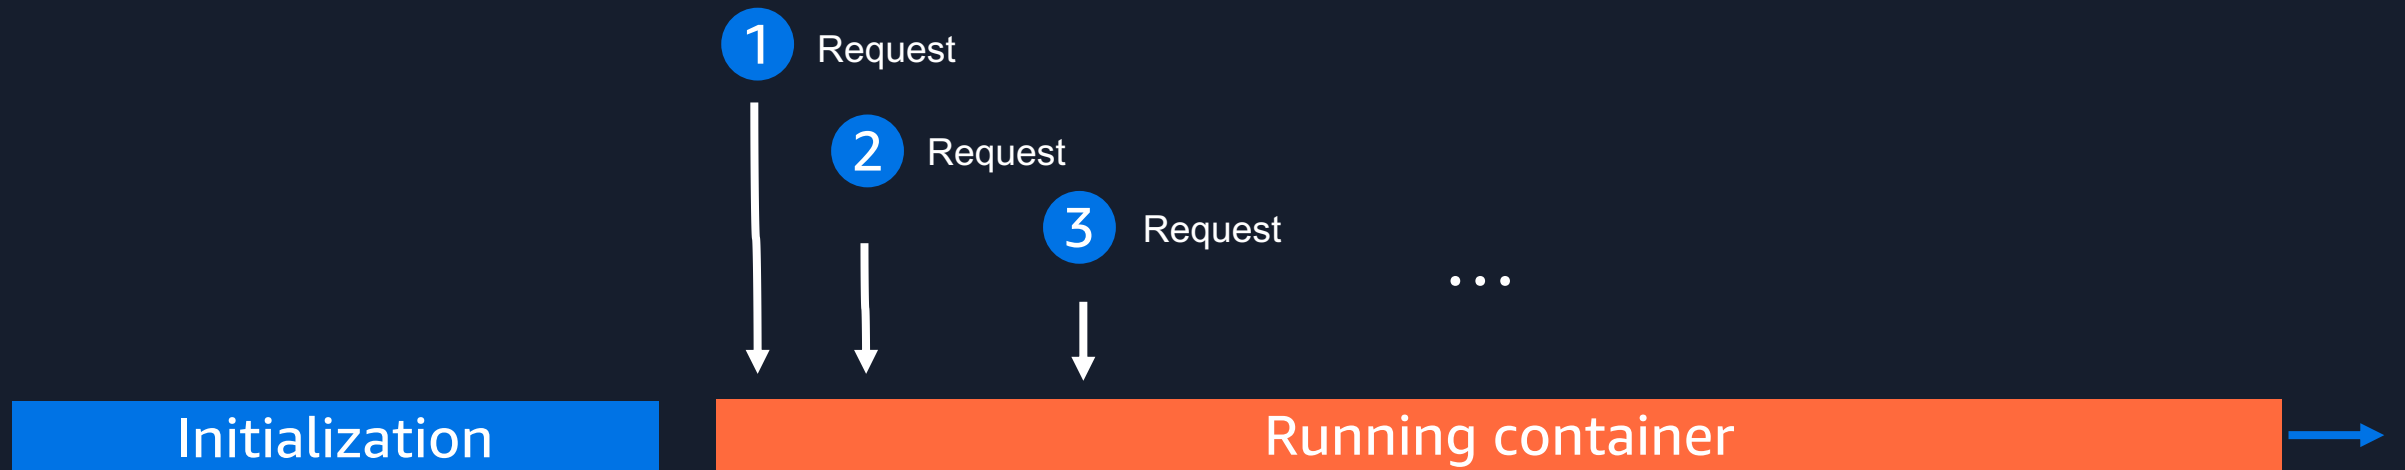 1 Request
2 Request
3 Request
...
Initialization
Running container